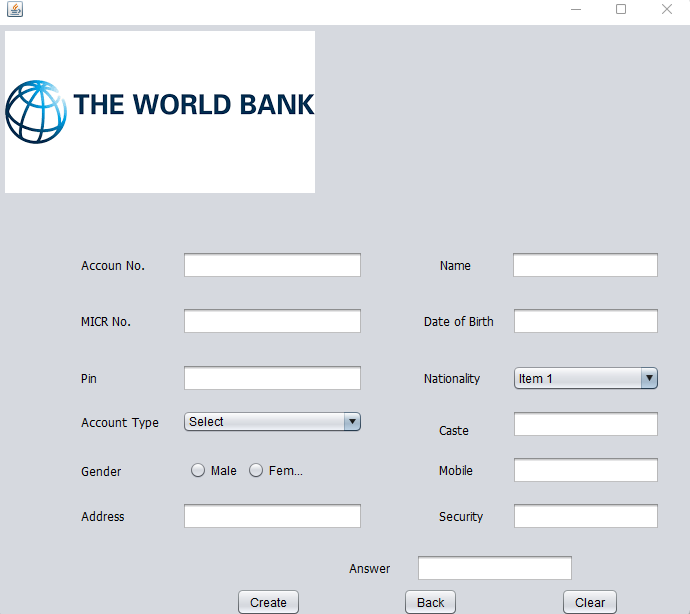 THE WORLD BANK
Accoun No.
Name
MICR No.
Date of Birth
Pin
Nationality
Item 1
Account Type
Select
Caste
Gender
Male
Fem...
Mobile
Address
Security
Answer
Create
Back
Clear